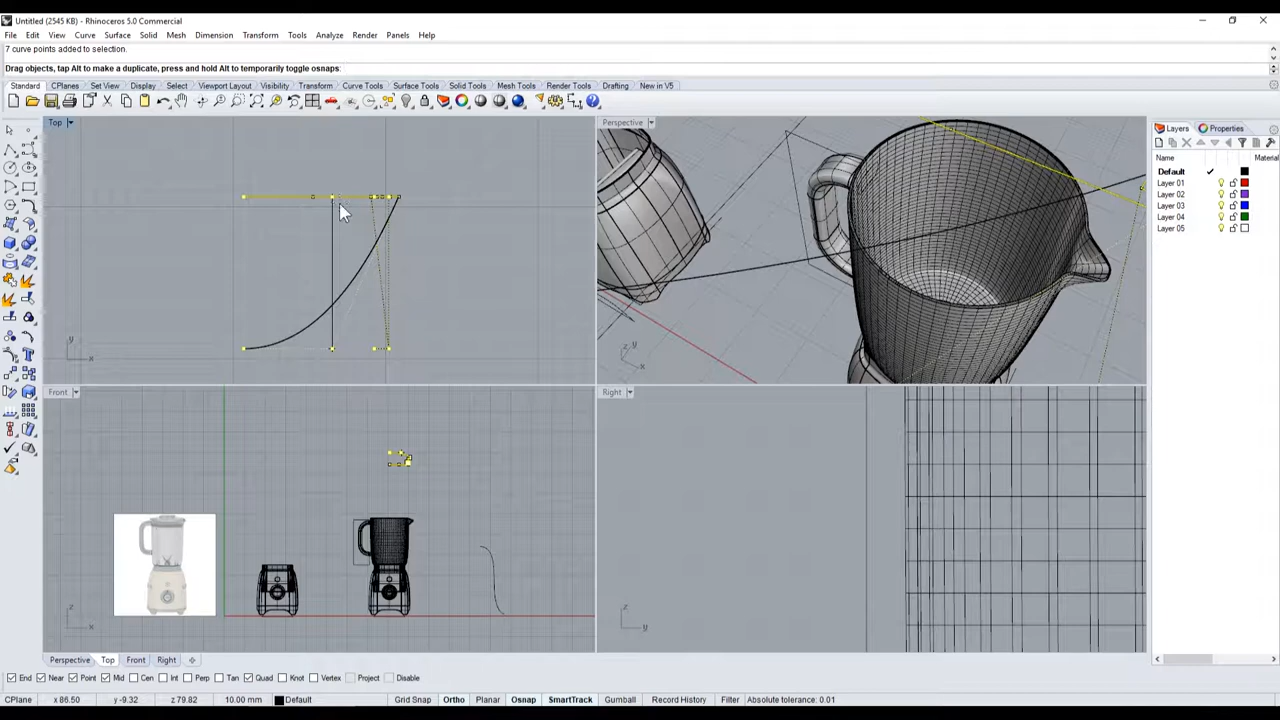 Untitled (2545 KB) - Rhinoceros 5.0 Commercial
File Edit View Curve Surface Solid Mesh Dimension Transform Tools Analyze Render Panels Help
7 curve points added to selection.
Drag objects, tap Alt to make a duplicate, press and hold Alt to temporarily toggle osnaps:
Standard CPlanes Set View Display Select Viewport Layout Visibility Transform Curve Tools Surface Tools Solid Tools Mesh Tools Render Tools Drafting New in V5
Top
Perspective
Layers Properties
Name Material
Default
Layer 01
Layer 02
Layer 03
Layer 04
Layer 05
y
x
z
y
x
Front
Right
z
x
z
y
Perspective Top Front Right
End Near Point Mid Cen Int Perp Tan Quad Knot Vertex Project Disable
CPlane x 86.50 y -9.32 z 79.82 10.00 mm Default Grid Snap Ortho Planar Osnap SmartTrack Gumball Record History Filter Absolute tolerance: 0.01